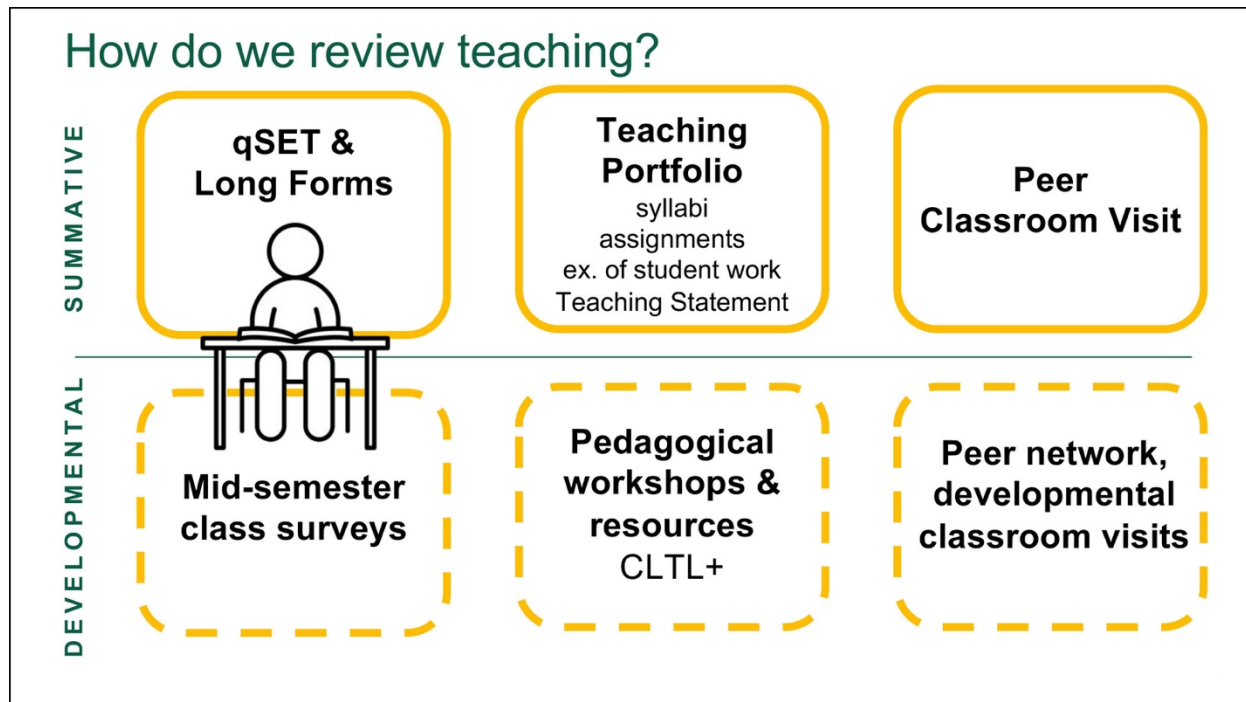 How do we review teaching?
SUMMATIVE
qSET &
Long Forms
Teaching
Portfolio
syllabi
assignments
ex. of student work
Teaching Statement
Peer
Classroom Visit
DEVELOPMENTAL
Mid-semester
class surveys
Pedagogical
workshops &
resources
CLTL+
Peer network,
developmental
classroom visits